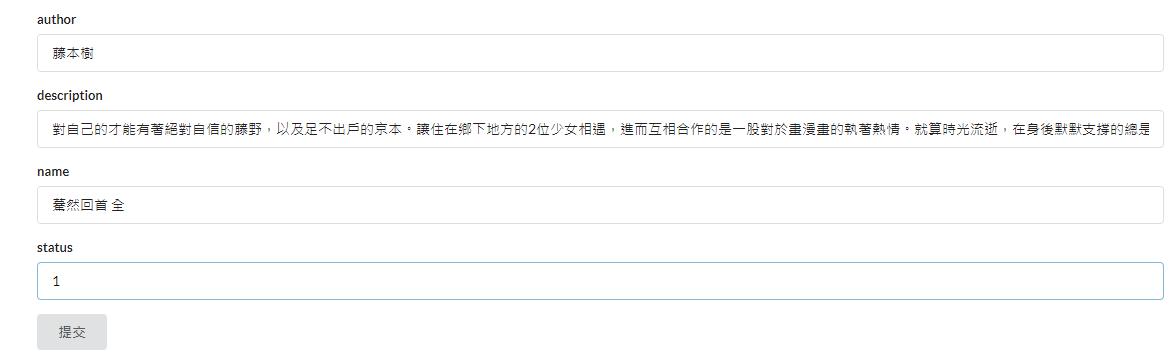 author
藤本樹
description
對自己的才能有著絕對自信的藤野，以及足不出戶的京本。讓住在鄉下地方的2位少女相遇，進而互相合作的是一股對於畫漫畫的執著熱情。就算時光流逝，在身後默默支撐的總是
name
驀然回首 全
status
1
提交